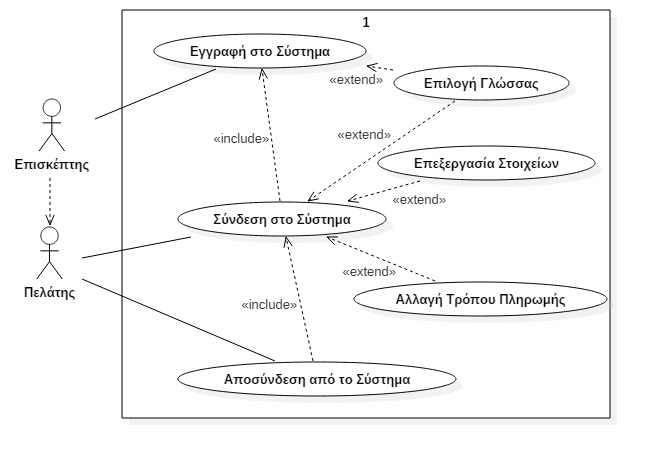 1
Εγγραφή στο Σύστημα
«extend»
Επιλογή Γλώσσας
«include»
«extend»
Επισκέπτης
Επεξεργασία Στοιχείων
«extend»
Σύνδεση στο Σύστημα
Πελάτης
«extend»
Αλλαγή Τρόπου Πληρωμής
«include»
Αποσύνδεση από το Σύστημα